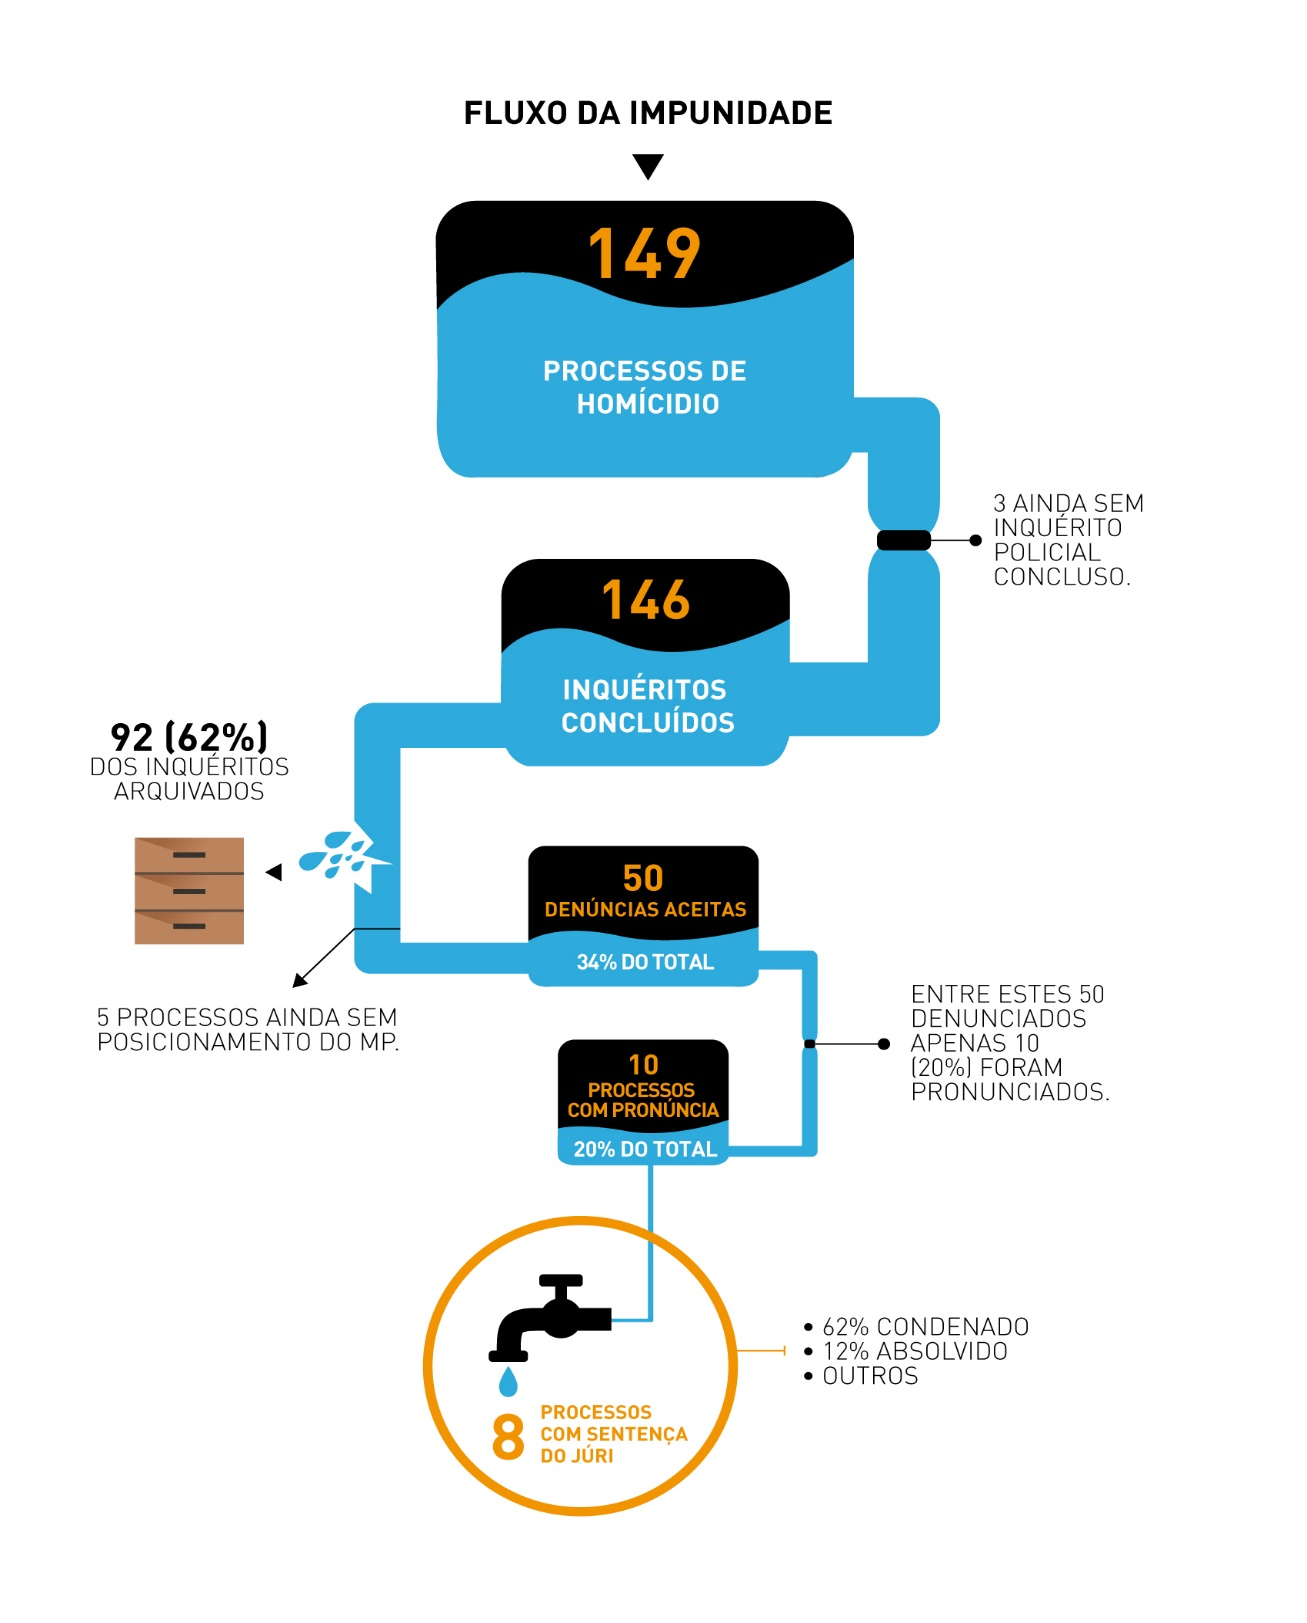 FLUXO DA IMPUNIDADE
149
PROCESSOS DE
HOMÍCIDIO
3 AINDA SEM
INQUÉRITO
POLICIAL
CONCLUSO.
146
INQUÉRITOS
CONCLUÍDOS
92 (62%)
DOS INQUÉRITOS
ARQUIVADOS
50
DENÚNCIAS ACEITAS
34% DO TOTAL
5 PROCESSOS AINDA SEM
POSICIONAMENTO DO MP.
ENTRE ESTES 50
DENUNCIADOS
APENAS 10
(20%) FORAM
PRONUNCIADOS.
10
PROCESSOS
COM PRONÚNCIA
20% DO TOTAL
• 62% CONDENADO
• 12% ABSOLVIDO
• OUTROS
8
PROCESSOS
COM SENTENÇA
DO JÚRI